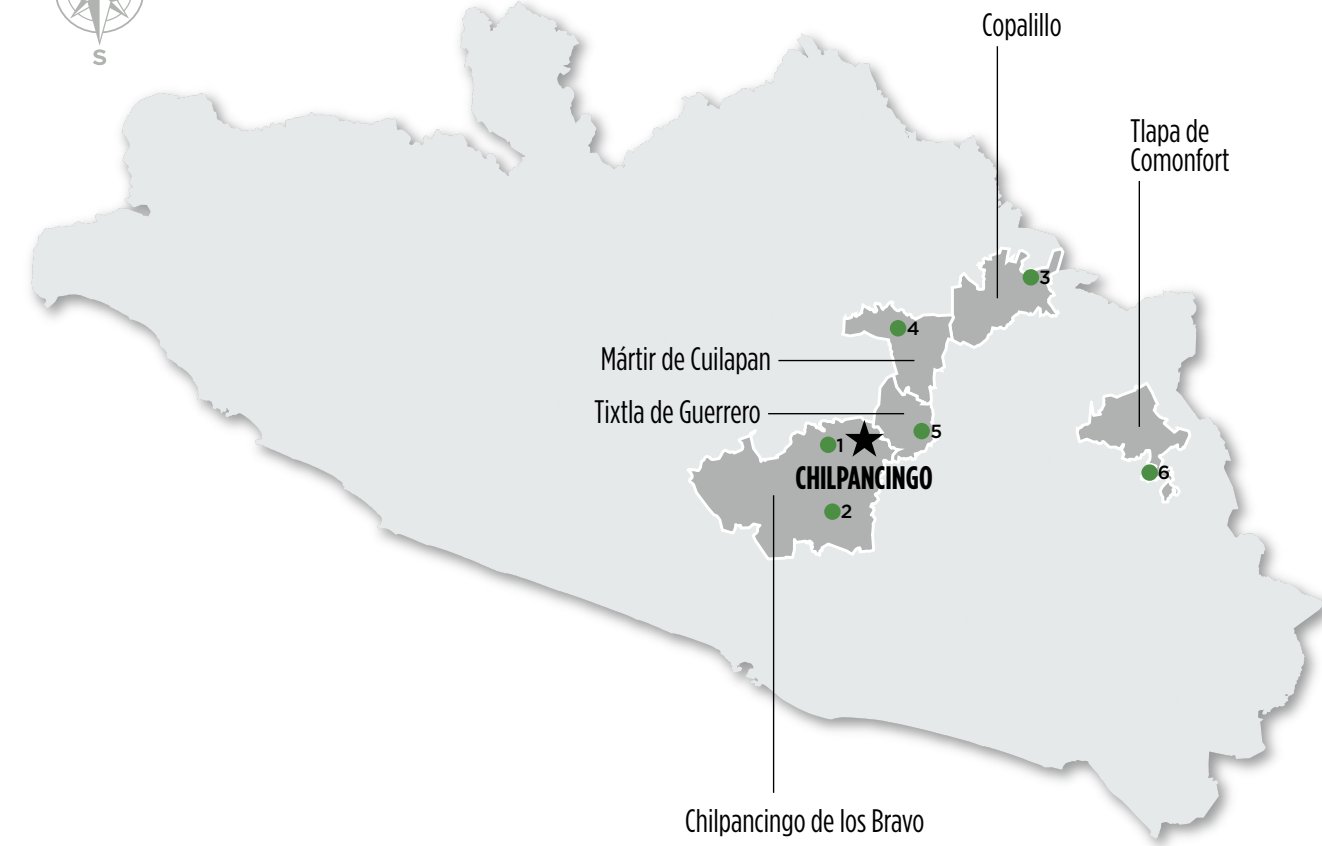 S
Copalillo
Tlapa de
Comonfort
3
4
Mártir de Cuilapan
Tixtla de Guerrero
5
1
CHILPANCINGO
6
2
Chilpancingo de los Bravo